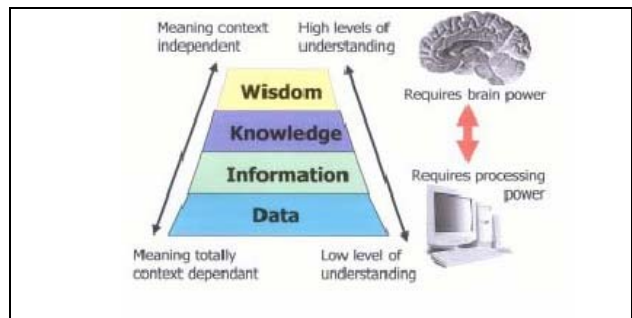 Meaning context
independent
High levels of
understanding
Wisdom
Knowledge
Information
Data
Meaning totally
context dependant
Low level of
understanding
Requires brain power
Requires processing
power